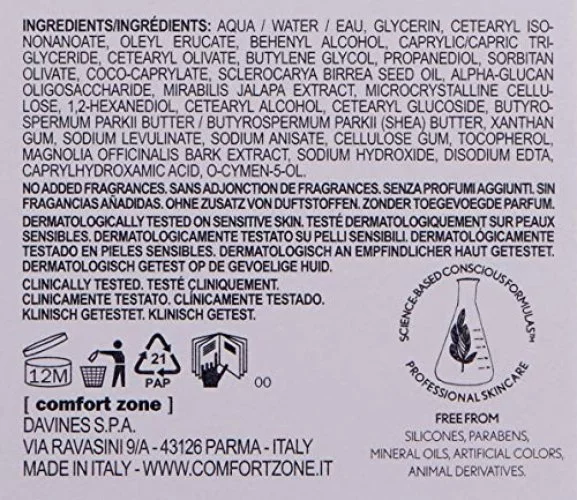 INGREDIENTS/INGRÉDIENTS: AQUA / WATER / EAU, GLYCERIN, CETEARYL ISO-
NONANOATE, OLEYL ERUCATE, BEHENYL ALCOHOL, CAPRYLIC/CAPRIC TRI-
GLYCERIDE, CETEARYL OLIVATE, BUTYLENE GLYCOL, PROPANEDIOL, SORBITAN
OLIVATE, COCO-CAPRYLATE, SCLEROCARYA BIRREA SEED OIL, ALPHA-GLUCAN
OLIGOSACCHARIDE, MIRABILIS JALAPA EXTRACT, MICROCRYSTALLINE CELLU-
LOSE, 1,2-HEXANEDIOL, CETEARYL ALCOHOL, CETEARYL GLUCOSIDE, BUTYRO-
SPERMUM PARKII BUTTER / BUTYROSPERMUM PARKII (SHEA) BUTTER, XANTHAN
GUM, SODIUM LEVULINATE, SODIUM ANISATE, CELLULOSE GUM, TOCOPHEROL,
MAGNOLIA OFFICINALIS BARK EXTRACT, SODIUM HYDROXIDE, DISODIUM EDTA,
CAPRYLHYDROXAMIC ACID, O-CYMEN-5-OL.
NO ADDED FRAGRANCES. SANS ADJONCTION DE FRAGRANCES. SENZA PROFUMI AGGIUNTI. SIN
FRAGANCIAS AÑADIDAS. OHNE ZUSATZ VON DUFTSTOFFEN. ZONDER TOEGEVOEGDE PARFUM.
DERMATOLOGICALLY TESTED ON SENSITIVE SKIN. TESTÉ DERMATOLOGIQUEMENT SUR PEAUX
SENSIBLES. DERMATOLOGICAMENTE TESTATO SU PELLI SENSIBILI. DERMATOLÓGICAMENTE
TESTADO EN PIELES SENSIBLES. DERMATOLOGISCH AN EMPFINDLICHER HAUT GETESTET.
DERMATOLOGISCH GETEST OP DE GEVOELIGE HUID.
CLINICALLY TESTED. TESTÉ CLINIQUEMENT.
CLINICAMENTE TESTATO. CLÍNICAMENTE TESTADO.
KLINISCH GETESTET. KLINISCH GETEST.
SCIENCE-BASED CONSCIOUS FORMULAS™
PROFESSIONAL SKINCARE
12M
21
PAP
00
[ comfort zone ]
DAVINES S.P.A.
VIA RAVASINI 9/A - 43126 PARMA - ITALY
MADE IN ITALY - WWW.COMFORTZONE.IT
FREE FROM
SILICONES, PARABENS,
MINERAL OILS, ARTIFICIAL COLORS,
ANIMAL DERIVATIVES.